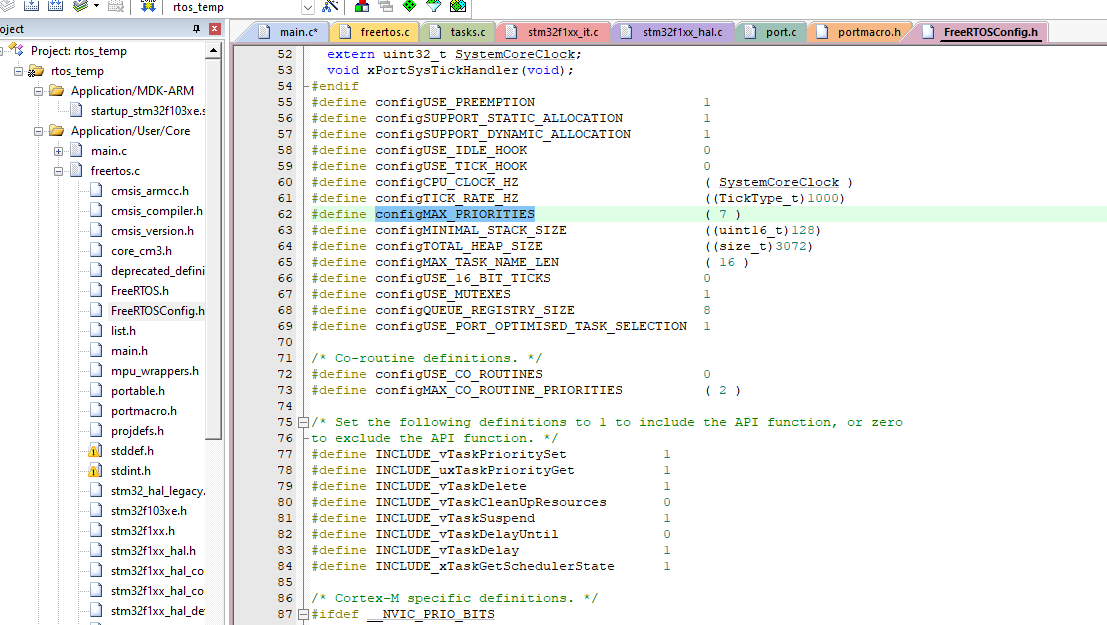 rtos_temp
oject
main.c*
freertos.c
tasks.c
stm32f1xx_it.c
stm32f1xx_hal.c
port.c
portmacro.h
FreeRTOSConfig.h
Project: rtos_temp
rtos_temp
Application/MDK-ARM
startup_stm32f103xe.s
Application/User/Core
main.c
freertos.c
cmsis_armcc.h
cmsis_compiler.h
cmsis_version.h
core_cm3.h
deprecated_defini
FreeRTOS.h
FreeRTOSConfig.h
list.h
main.h
mpu_wrappers.h
portable.h
portmacro.h
projdefs.h
stddef.h
stdint.h
stm32_hal_legacy.
stm32f103xe.h
stm32f1xx.h
stm32f1xx_hal.h
stm32f1xx_hal_co
stm32f1xx_hal_co
stm32f1xx_hal_de
52 extern uint32_t SystemCoreClock;
53 void xPortSysTickHandler(void);
54 #endif
55 #define configUSE_PREEMPTION 1
56 #define configSUPPORT_STATIC_ALLOCATION 1
57 #define configSUPPORT_DYNAMIC_ALLOCATION 1
58 #define configUSE_IDLE_HOOK 0
59 #define configUSE_TICK_HOOK 0
60 #define configCPU_CLOCK_HZ ( SystemCoreClock )
61 #define configTICK_RATE_HZ ((TickType_t)1000)
62 #define configMAX_PRIORITIES ( 7 )
63 #define configMINIMAL_STACK_SIZE ((uint16_t)128)
64 #define configTOTAL_HEAP_SIZE ((size_t)3072)
65 #define configMAX_TASK_NAME_LEN ( 16 )
66 #define configUSE_16_BIT_TICKS 0
67 #define configUSE_MUTEXES 1
68 #define configQUEUE_REGISTRY_SIZE 8
69 #define configUSE_PORT_OPTIMISED_TASK_SELECTION 1
70
71 /* Co-routine definitions. */
72 #define configUSE_CO_ROUTINES 0
73 #define configMAX_CO_ROUTINE_PRIORITIES ( 2 )
74
75 /* Set the following definitions to 1 to include the API function, or zero
76 to exclude the API function. */
77 #define INCLUDE_vTaskPrioritySet 1
78 #define INCLUDE_uxTaskPriorityGet 1
79 #define INCLUDE_vTaskDelete 1
80 #define INCLUDE_vTaskCleanUpResources 0
81 #define INCLUDE_vTaskSuspend 1
82 #define INCLUDE_vTaskDelayUntil 0
83 #define INCLUDE_vTaskDelay 1
84 #define INCLUDE_xTaskGetSchedulerState 1
85
86 /* Cortex-M specific definitions. */
87 #ifdef __NVIC_PRIO_BITS